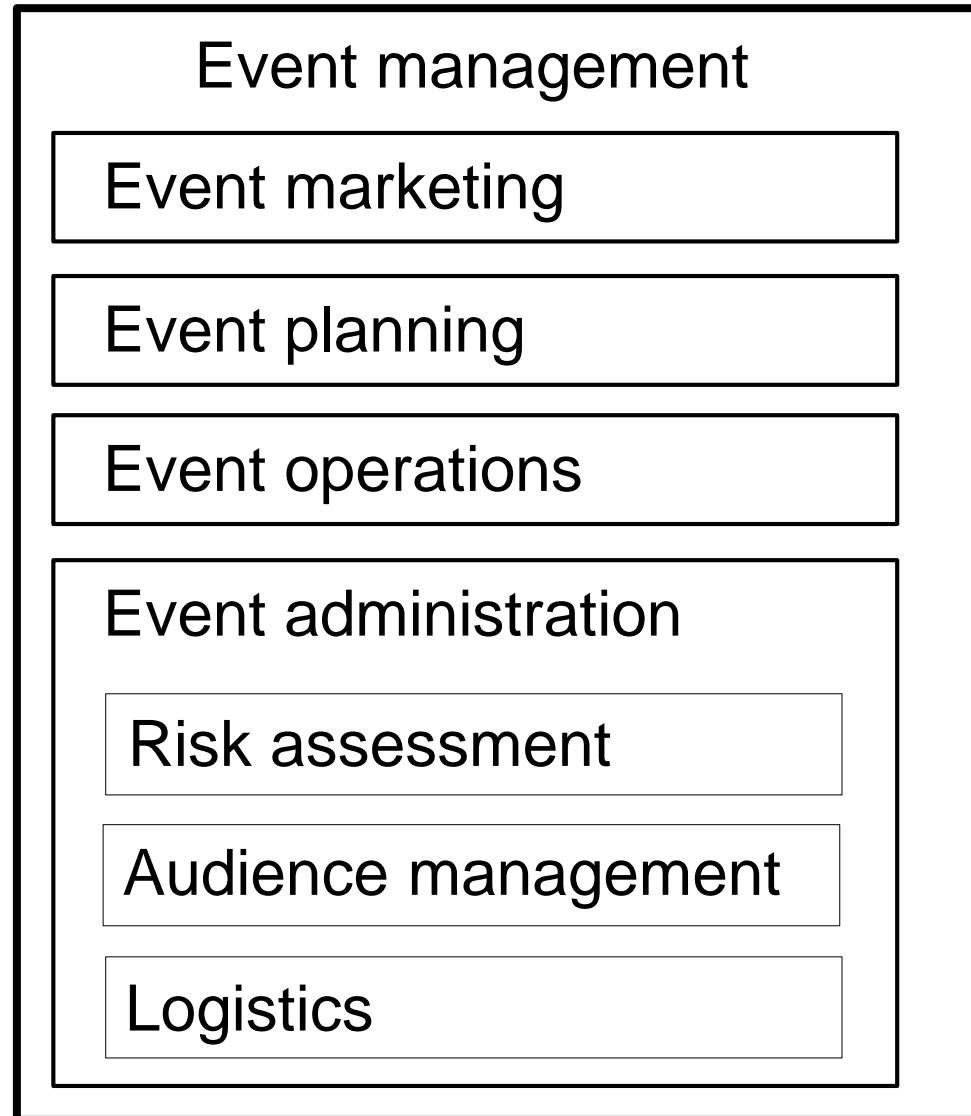 Event management
Event marketing
Event planning
Event operations
Event administration
Risk assessment
Audience management
Logistics